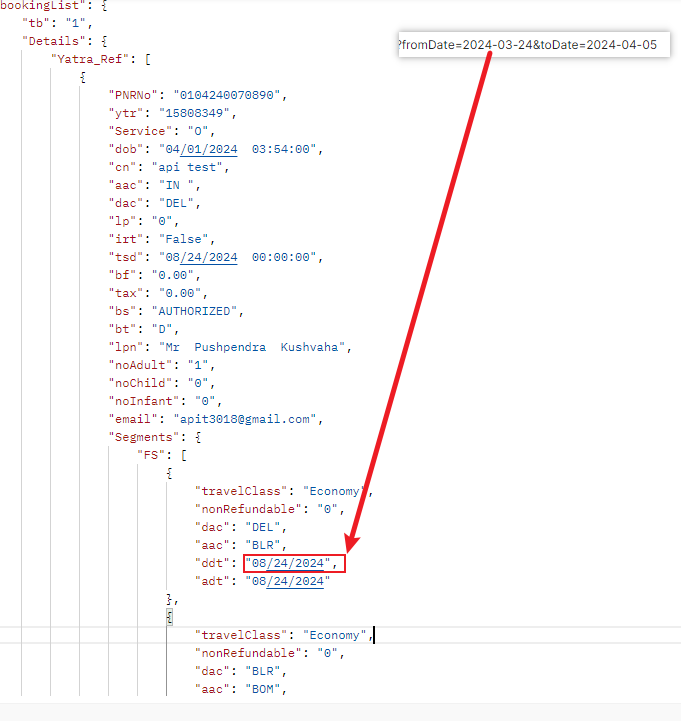 bookingList": {
"tb": "1",
"Details": {
"Yatra_Ref": [
{
"PNRNo": "0104240070890",
"ytr": "15808349",
"Service": "O",
"dob": "04/01/2024  03:54:00",
"cn": "api test",
"aac": "IN ",
"dac": "DEL",
"lp": "0",
"irt": "False",
"tsd": "08/24/2024  00:00:00",
"bf": "0.00",
"tax": "0.00",
"bs": "AUTHORIZED",
"bt": "D",
"lpn": "Mr  Pushpendra  Kushvaha",
"noAdult": "1",
"noChild": "0",
"noInfant": "0",
"email": "apit3018@gmail.com",
"Segments": {
"FS": [
{
"travelClass": "Economy",
"nonRefundable": "0",
"dac": "DEL",
"aac": "BLR",
"ddt": "08/24/2024",
"adt": "08/24/2024"
},
{
"travelClass": "Economy",
"nonRefundable": "0",
"dac": "BLR",
"aac": "BOM",
?fromDate=2024-03-24&toDate=2024-04-05